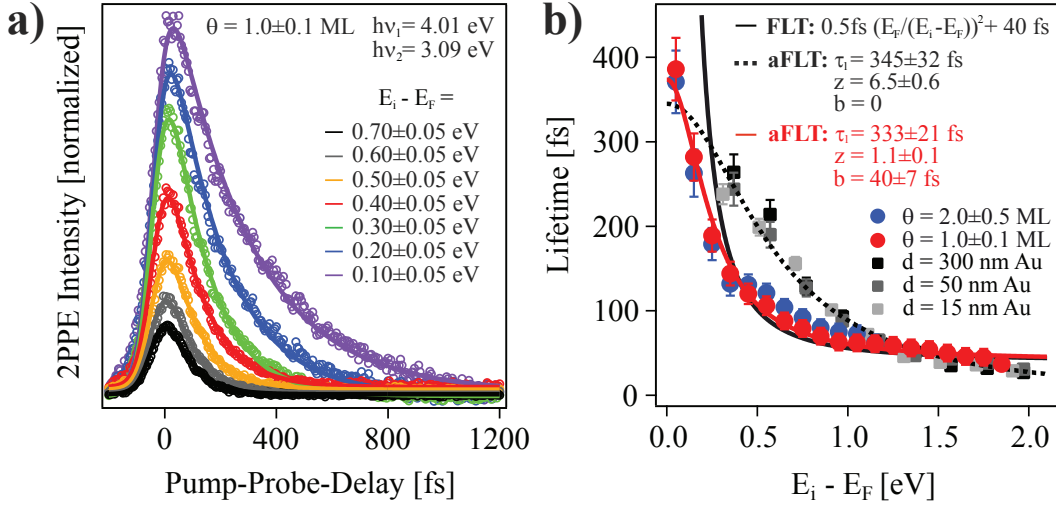 a)
θ = 1.0±0.1 ML
hν₁= 4.01 eV
hν₂= 3.09 eV
Eᵢ - E_F =
0.70±0.05 eV
0.60±0.05 eV
0.50±0.05 eV
0.40±0.05 eV
0.30±0.05 eV
0.20±0.05 eV
0.10±0.05 eV
2PPE Intensity [normalized]
0
400
800
1200
Pump-Probe-Delay [fs]
b)
FLT: 0.5fs (E_F/(Eᵢ-E_F))²+ 40 fs
aFLT: τ₁= 345±32 fs
z = 6.5±0.6
b = 0
aFLT: τ₁= 333±21 fs
z = 1.1±0.1
b = 40±7 fs
θ = 2.0±0.5 ML
θ = 1.0±0.1 ML
d = 300 nm Au
d = 50 nm Au
d = 15 nm Au
Lifetime [fs]
400
300
200
100
0
0.0
0.5
1.0
1.5
2.0
Eᵢ - E_F [eV]